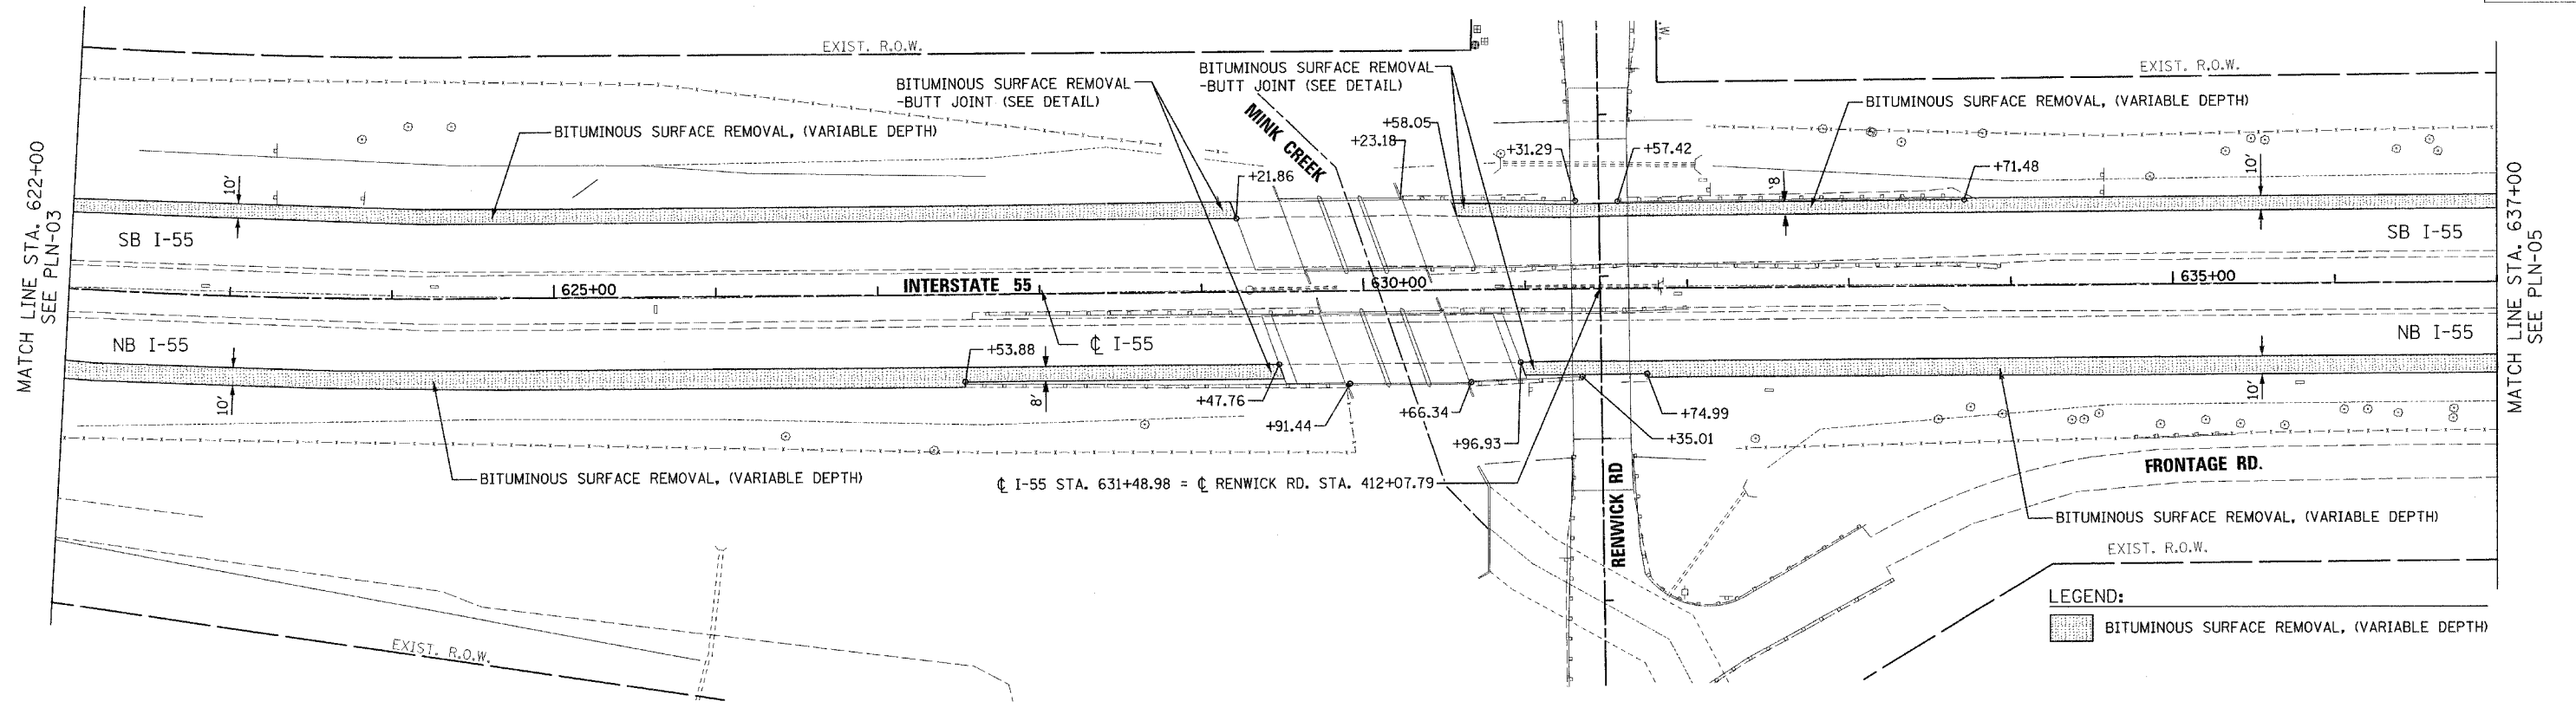 EXIST. R.O.W.
EXIST. R.O.W.
BITUMINOUS SURFACE REMOVAL
-BUTT JOINT (SEE DETAIL)
BITUMINOUS SURFACE REMOVAL
-BUTT JOINT (SEE DETAIL)
BITUMINOUS SURFACE REMOVAL, (VARIABLE DEPTH)
BITUMINOUS SURFACE REMOVAL, (VARIABLE DEPTH)
MINK CREEK
+58.05
+23.18
+31.29
+57.42
+71.48
+21.86
10'
8'
10'
MATCH LINE STA. 622+00
SEE PLN-03
MATCH LINE STA. 637+00
SEE PLN-05
SB I-55
SB I-55
625+00
INTERSTATE 55
630+00
635+00
NB I-55
℄ I-55
NB I-55
+53.88
10'
8'
+47.76
+91.44
+66.34
+96.93
+74.99
+35.01
10'
BITUMINOUS SURFACE REMOVAL, (VARIABLE DEPTH)
℄ I-55 STA. 631+48.98 = ℄ RENWICK RD. STA. 412+07.79
RENWICK RD
FRONTAGE RD.
BITUMINOUS SURFACE REMOVAL, (VARIABLE DEPTH)
EXIST. R.O.W.
EXIST. R.O.W.
LEGEND:
BITUMINOUS SURFACE REMOVAL, (VARIABLE DEPTH)